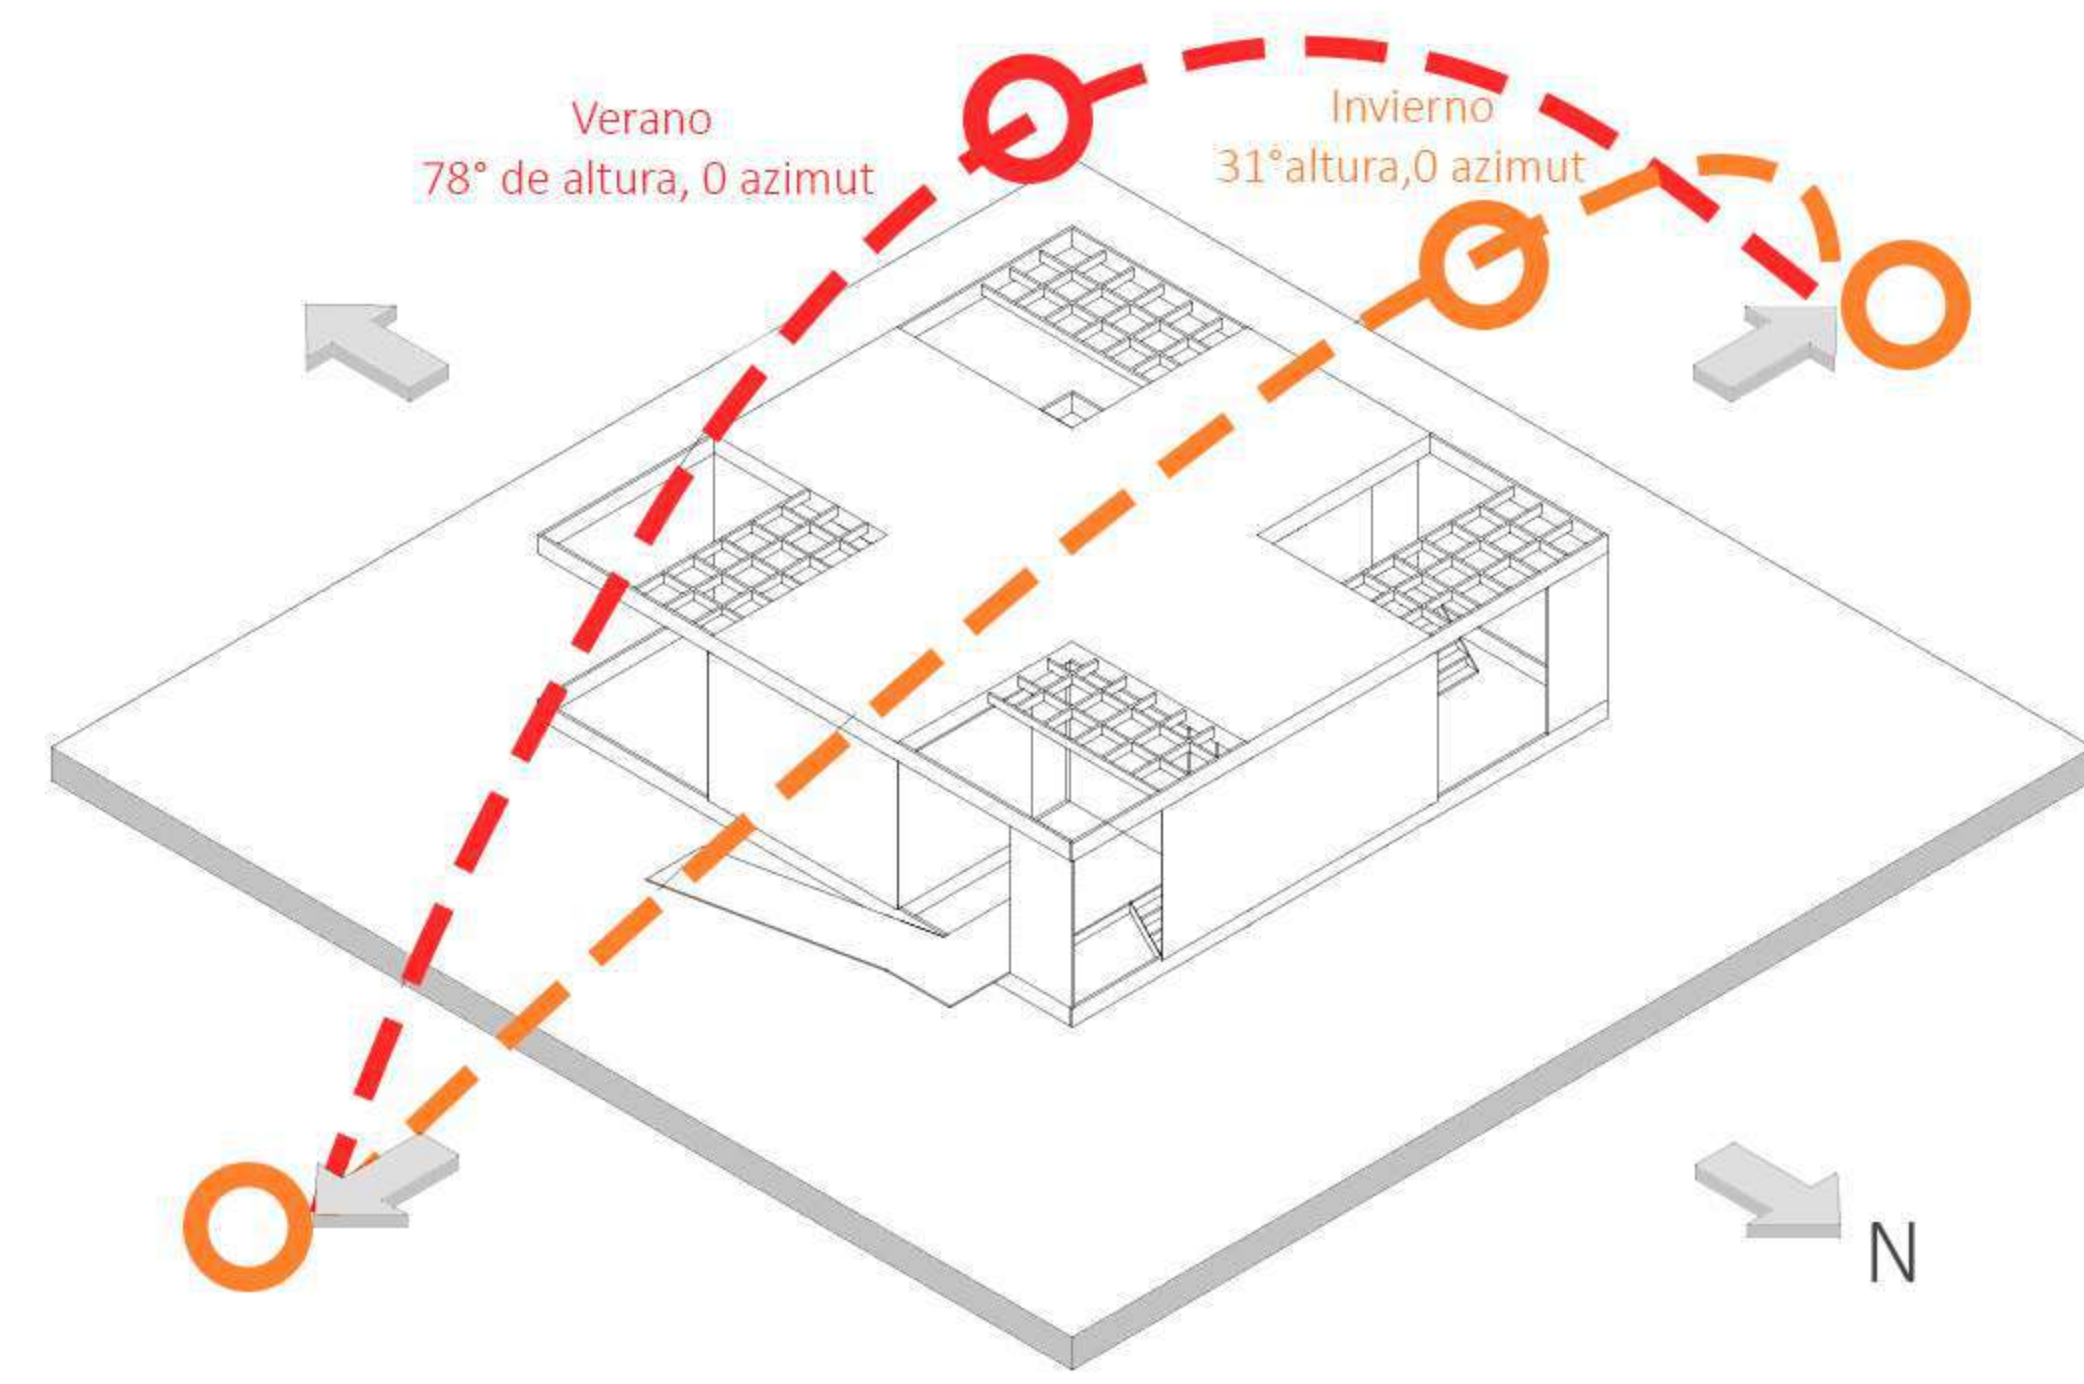 Verano
78° de altura, 0 azimut
Invierno
31°altura,0 azimut
N